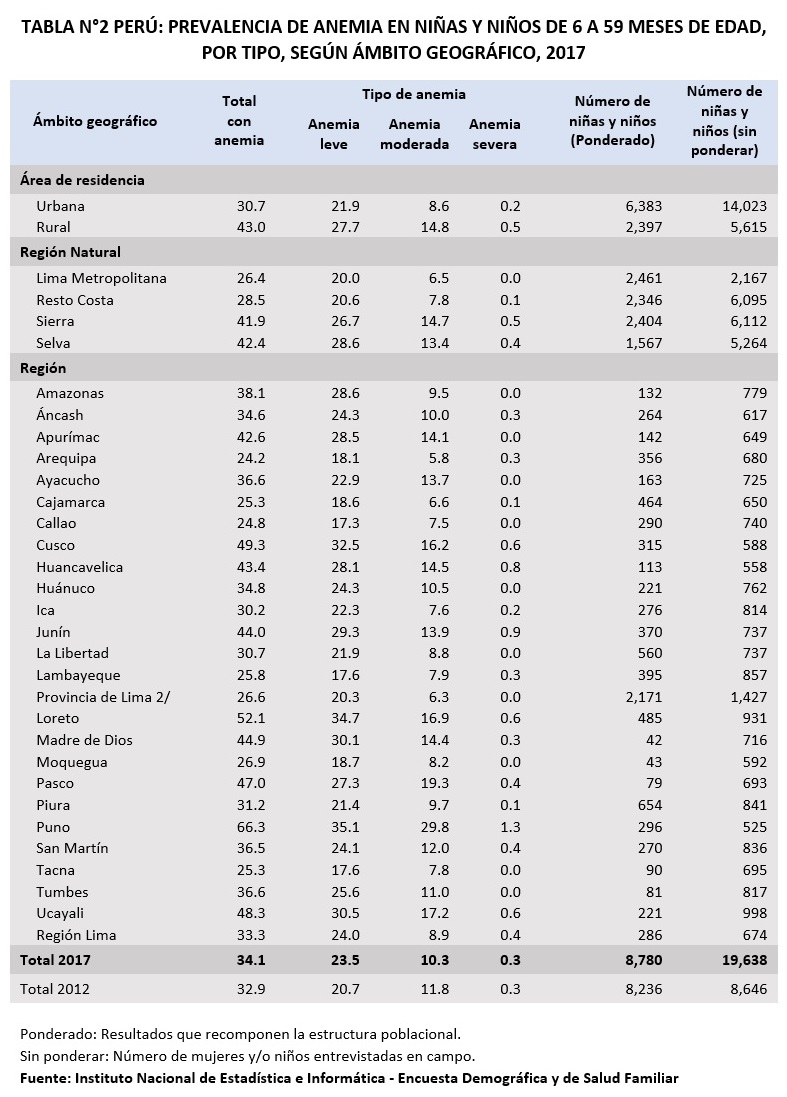 TABLA N°2 PERÚ: PREVALENCIA DE ANEMIA EN NIÑAS Y NIÑOS DE 6 A 59 MESES DE EDAD,
POR TIPO, SEGÚN ÁMBITO GEOGRÁFICO, 2017
Ámbito geográfico
Total
con
anemia
Tipo de anemia
Anemia
leve
Anemia
moderada
Anemia
severa
Número de
niñas y niños
(Ponderado)
Número de
niñas y
niños (sin
ponderar)
Área de residencia
Urbana 30.7 21.9 8.6 0.2 6,383 14,023
Rural 43.0 27.7 14.8 0.5 2,397 5,615
Región Natural
Lima Metropolitana 26.4 20.0 6.5 0.0 2,461 2,167
Resto Costa 28.5 20.6 7.8 0.1 2,346 6,095
Sierra 41.9 26.7 14.7 0.5 2,404 6,112
Selva 42.4 28.6 13.4 0.4 1,567 5,264
Región
Amazonas 38.1 28.6 9.5 0.0 132 779
Áncash 34.6 24.3 10.0 0.3 264 617
Apurímac 42.6 28.5 14.1 0.0 142 649
Arequipa 24.2 18.1 5.8 0.3 356 680
Ayacucho 36.6 22.9 13.7 0.0 163 725
Cajamarca 25.3 18.6 6.6 0.1 464 650
Callao 24.8 17.3 7.5 0.0 290 740
Cusco 49.3 32.5 16.2 0.6 315 588
Huancavelica 43.4 28.1 14.5 0.8 113 558
Huánuco 34.8 24.3 10.5 0.0 221 762
Ica 30.2 22.3 7.6 0.2 276 814
Junín 44.0 29.3 13.9 0.9 370 737
La Libertad 30.7 21.9 8.8 0.0 560 737
Lambayeque 25.8 17.6 7.9 0.3 395 857
Provincia de Lima 2/ 26.6 20.3 6.3 0.0 2,171 1,427
Loreto 52.1 34.7 16.9 0.6 485 931
Madre de Dios 44.9 30.1 14.4 0.3 42 716
Moquegua 26.9 18.7 8.2 0.0 43 592
Pasco 47.0 27.3 19.3 0.4 79 693
Piura 31.2 21.4 9.7 0.1 654 841
Puno 66.3 35.1 29.8 1.3 296 525
San Martín 36.5 24.1 12.0 0.4 270 836
Tacna 25.3 17.6 7.8 0.0 90 695
Tumbes 36.6 25.6 11.0 0.0 81 817
Ucayali 48.3 30.5 17.2 0.6 221 998
Región Lima 33.3 24.0 8.9 0.4 286 674
Total 2017 34.1 23.5 10.3 0.3 8,780 19,638
Total 2012 32.9 20.7 11.8 0.3 8,236 8,646
Ponderado: Resultados que recomponen la estructura poblacional.
Sin ponderar: Número de mujeres y/o niños entrevistadas en campo.
Fuente: Instituto Nacional de Estadística e Informática - Encuesta Demográfica y de Salud Familiar